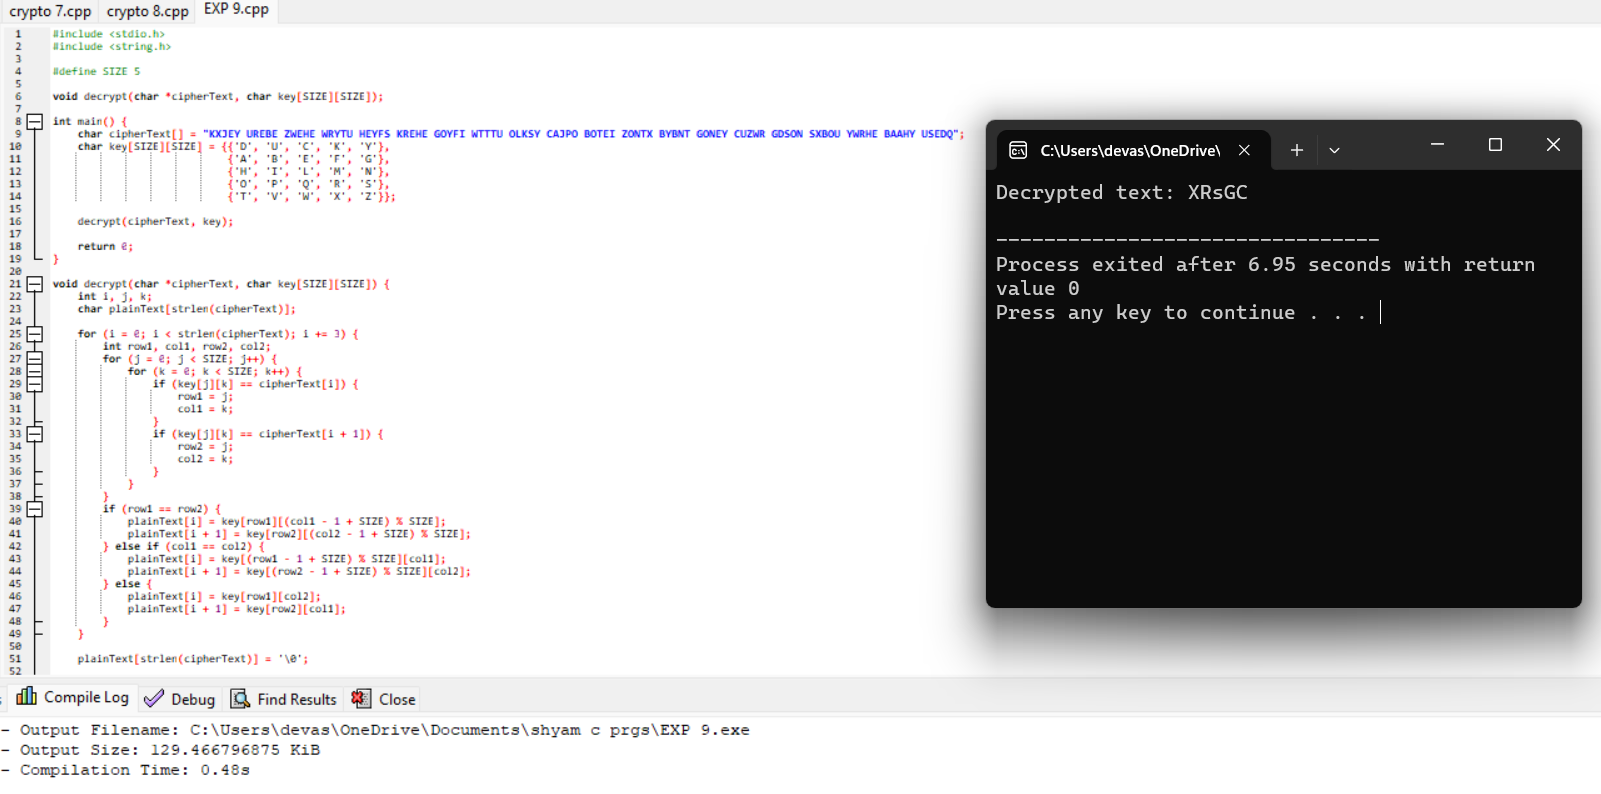 crypto 7.cpp crypto 8.cpp EXP 9.cpp
1 #include <stdio.h>
2 #include <string.h>
3
4 #define SIZE 5
5
6 void decrypt(char *cipherText, char key[SIZE][SIZE]);
7
8 int main() {
9 char cipherText[] = "KXJEY UREBE ZWEHE WRYTU HEYFS KREHE GOYFI WTTTU OLKSY CAJPO BOTEI ZONTX BYBNT GONEY CUZWR GDSON SXBOU YWRHE BAAHY USEDQ";
10 char key[SIZE][SIZE] = {{'D', 'U', 'C', 'K', 'Y'},
11 {'A', 'B', 'E', 'F', 'G'},
12 {'H', 'I', 'L', 'M', 'N'},
13 {'O', 'P', 'Q', 'R', 'S'},
14 {'T', 'V', 'W', 'X', 'Z'}};
15
16 decrypt(cipherText, key);
17
18 return 0;
19 }
20
21 void decrypt(char *cipherText, char key[SIZE][SIZE]) {
22 int i, j, k;
23 char plainText[strlen(cipherText)];
24
25 for (i = 0; i < strlen(cipherText); i += 3) {
26 int row1, col1, row2, col2;
27 for (j = 0; j < SIZE; j++) {
28 for (k = 0; k < SIZE; k++) {
29 if (key[j][k] == cipherText[i]) {
30 row1 = j;
31 col1 = k;
32 }
33 if (key[j][k] == cipherText[i + 1]) {
34 row2 = j;
35 col2 = k;
36 }
37 }
38 }
39 if (row1 == row2) {
40 plainText[i] = key[row1][(col1 - 1 + SIZE) % SIZE];
41 plainText[i + 1] = key[row2][(col2 - 1 + SIZE) % SIZE];
42 } else if (col1 == col2) {
43 plainText[i] = key[(row1 - 1 + SIZE) % SIZE][col1];
44 plainText[i + 1] = key[(row2 - 1 + SIZE) % SIZE][col2];
45 } else {
46 plainText[i] = key[row1][col2];
47 plainText[i + 1] = key[row2][col1];
48 }
49 }
50
51 plainText[strlen(cipherText)] = '\0';
52
C:\Users\devas\OneDrive\
Decrypted text: XRsGC
--------------------------------
Process exited after 6.95 seconds with return
value 0
Press any key to continue . . .
Compile Log Debug Find Results Close
- Output Filename: C:\Users\devas\OneDrive\Documents\shyam c prgs\EXP 9.exe
- Output Size: 129.466796875 KiB
- Compilation Time: 0.48s